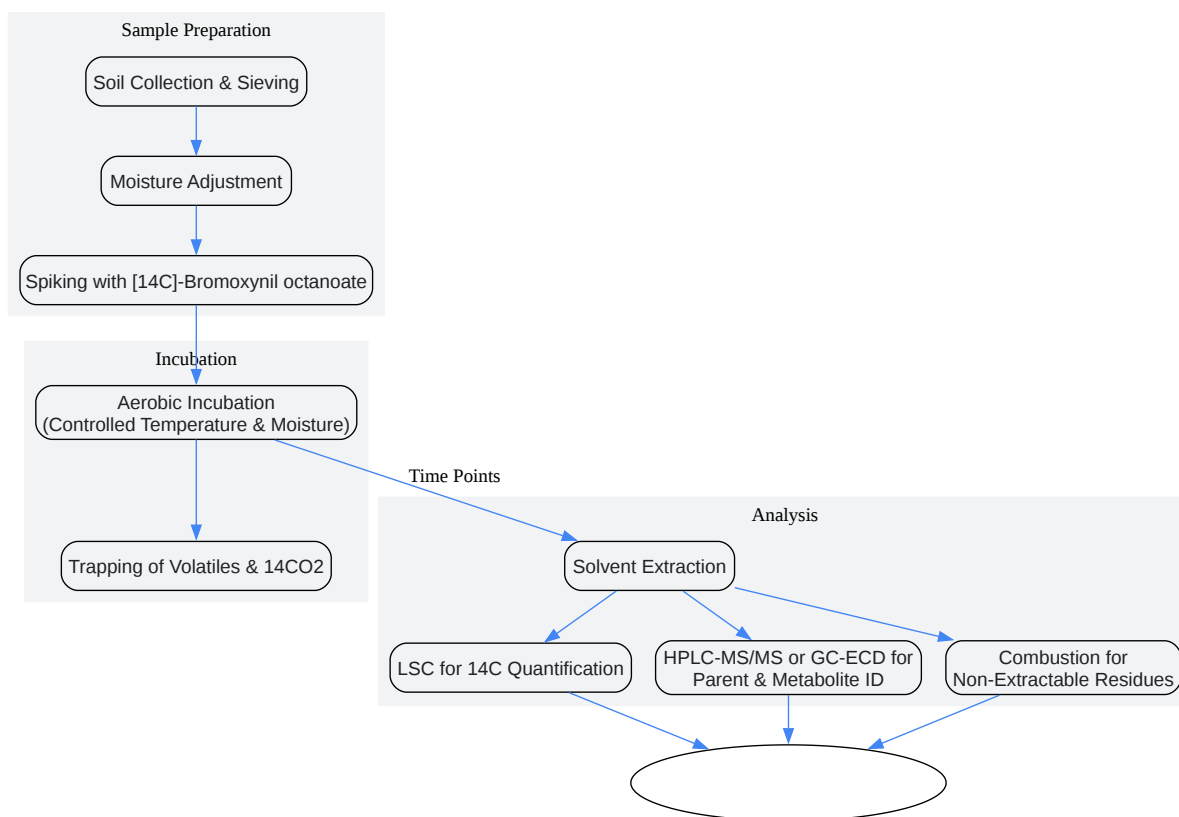 Sample Preparation
Soil Collection & Sieving
Moisture Adjustment
Spiking with [14C]-Bromoxynil octanoate
Incubation
Aerobic Incubation
(Controlled Temperature & Moisture)
Time Points
Trapping of Volatiles & 14CO2
Analysis
Solvent Extraction
LSC for 14C Quantification
HPLC-MS/MS or GC-ECD for
Parent & Metabolite ID
Combustion for
Non-Extractable Residues